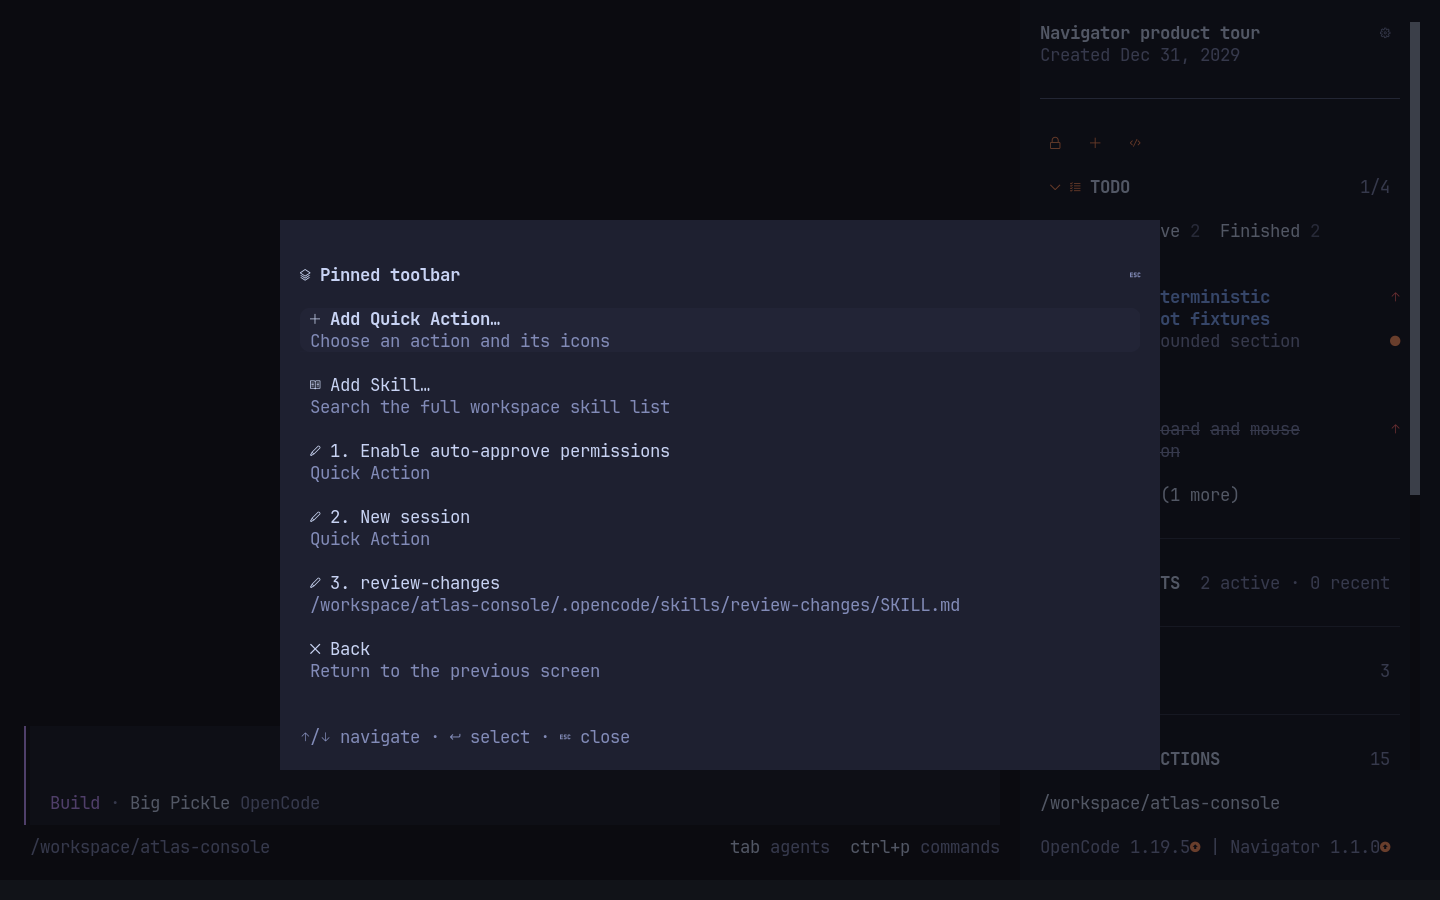 Navigator product tour
Created Dec 31, 2029
TODO 1/4
ve 2 Finished 2
Pinned toolbar ESC
Add Quick Action…
Choose an action and its icons
Add Skill…
Search the full workspace skill list
1. Enable auto-approve permissions
Quick Action
2. New session
Quick Action
3. review-changes
/workspace/atlas-console/.opencode/skills/review-changes/SKILL.md
Back
Return to the previous screen
↑/↓ navigate · ↵ select · ESC close
terministic ↑
ot fixtures
ounded section
oard and mouse ↑
on
(1 more)
TS 2 active · 0 recent
3
CTIONS 15
Build · Big Pickle OpenCode
/workspace/atlas-console
/workspace/atlas-console tab agents ctrl+p commands
OpenCode 1.19.5 | Navigator 1.1.0